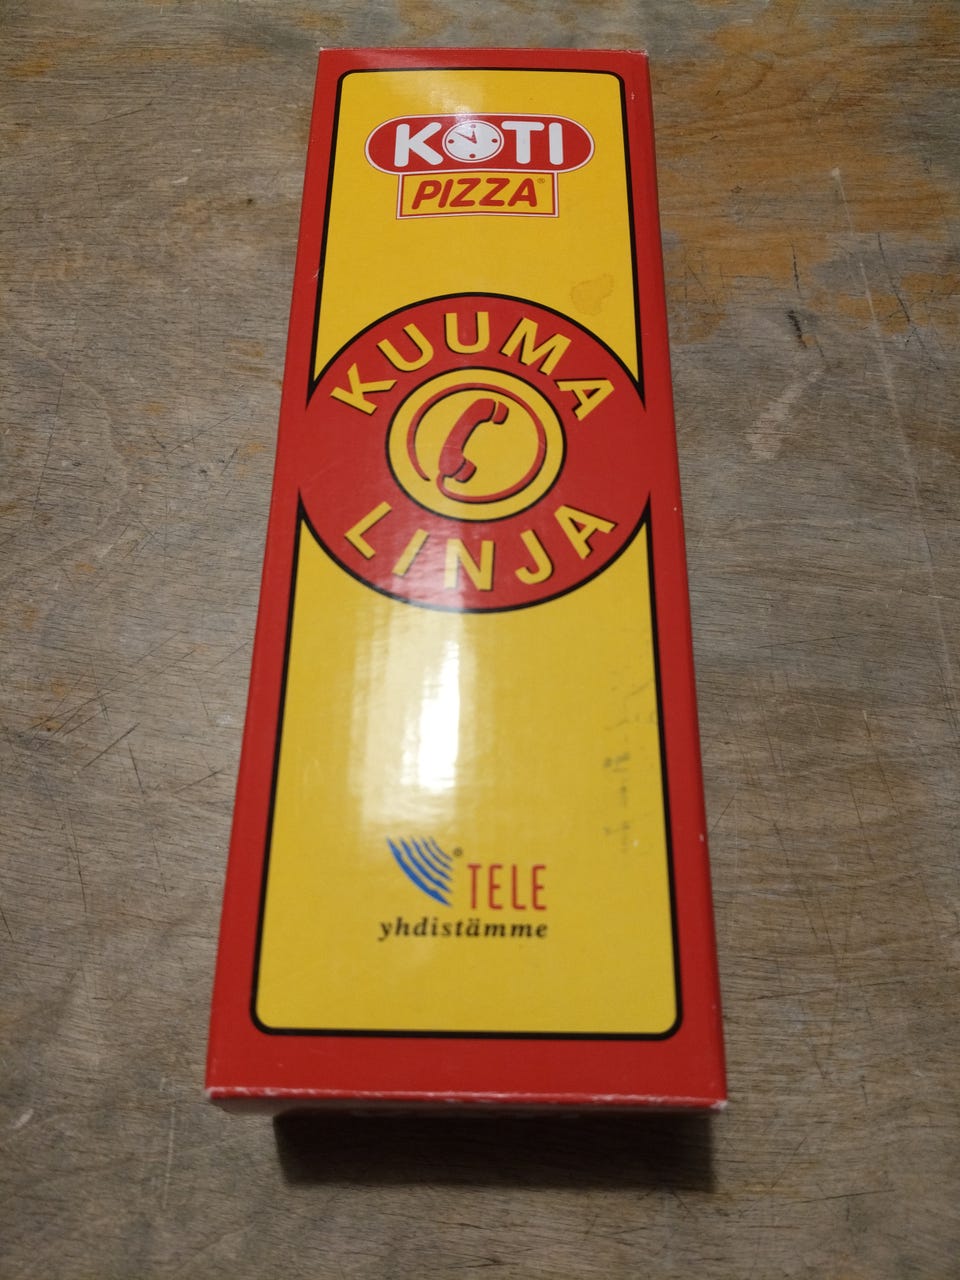 KOTI
PIZZA®
KUUMA
LINJA
® TELE
yhdistämme